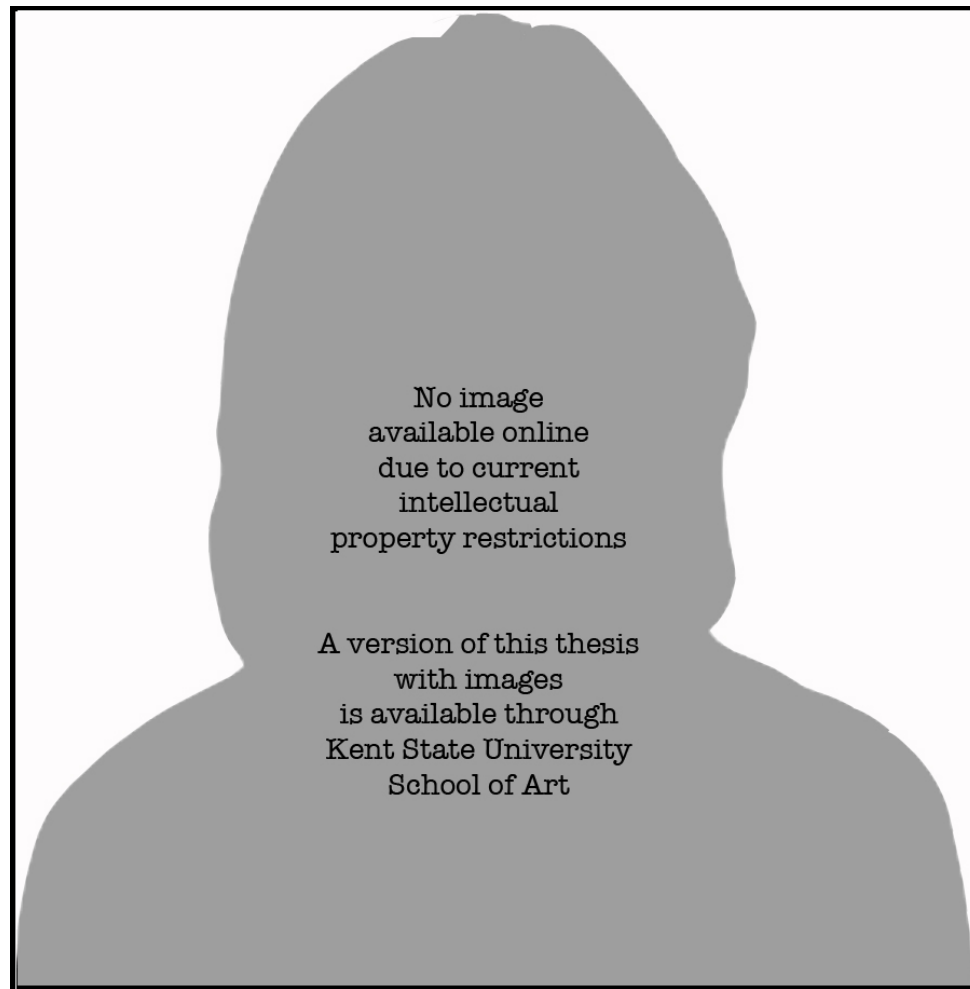 No image
available online
due to current
intellectual
property restrictions
A version of this thesis
with images
is available through
Kent State University
School of Art